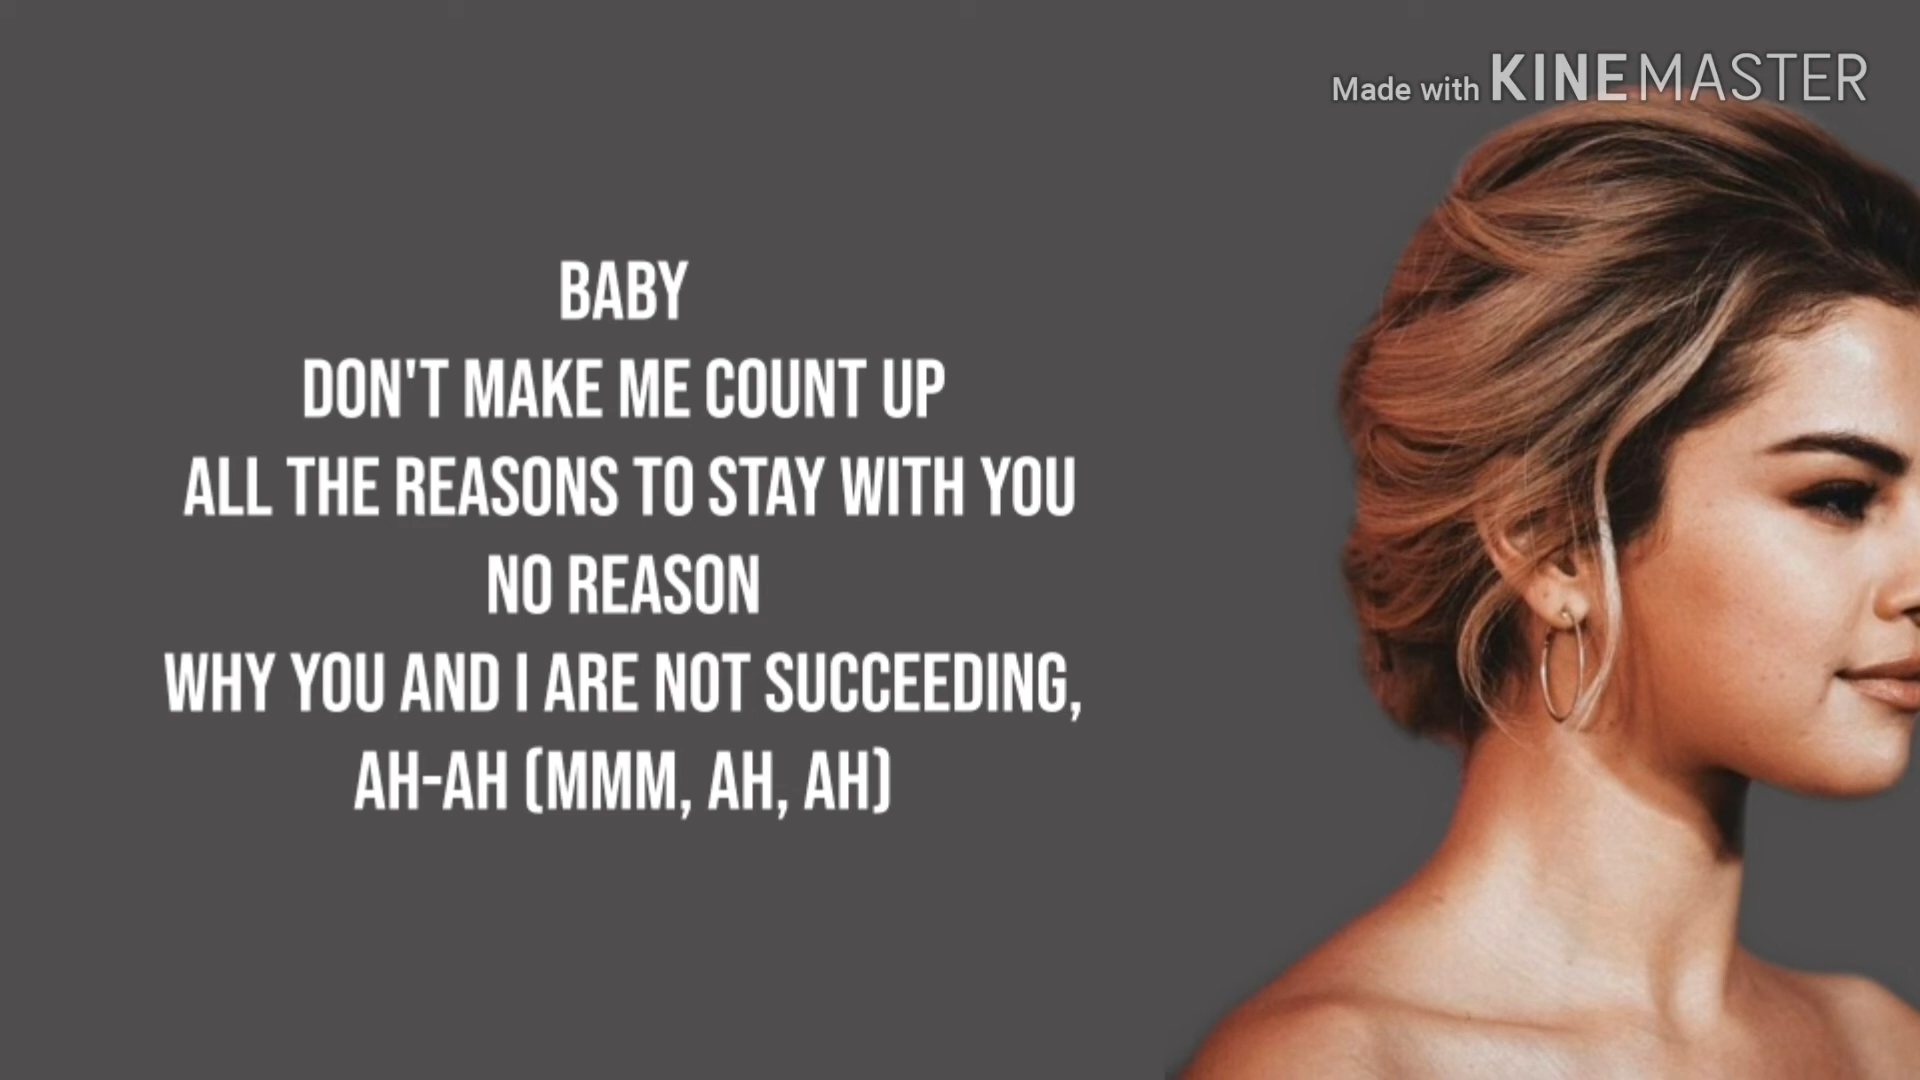 Made with KINEMASTER
BABY
DON'T MAKE ME COUNT UP
ALL THE REASONS TO STAY WITH YOU
NO REASON
WHY YOU AND I ARE NOT SUCCEEDING,
AH-AH (MMM, AH, AH)